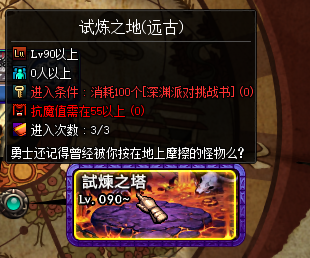 试炼之地(远古)
Lv90以上
0人以上
进入条件：消耗100个[深渊派对挑战书] (0)
抗魔值需在55以上 (0)
进入次数：3/3
勇士还记得曾经被你按在地上摩擦的怪物么？
試煉之塔
Lv. 090~